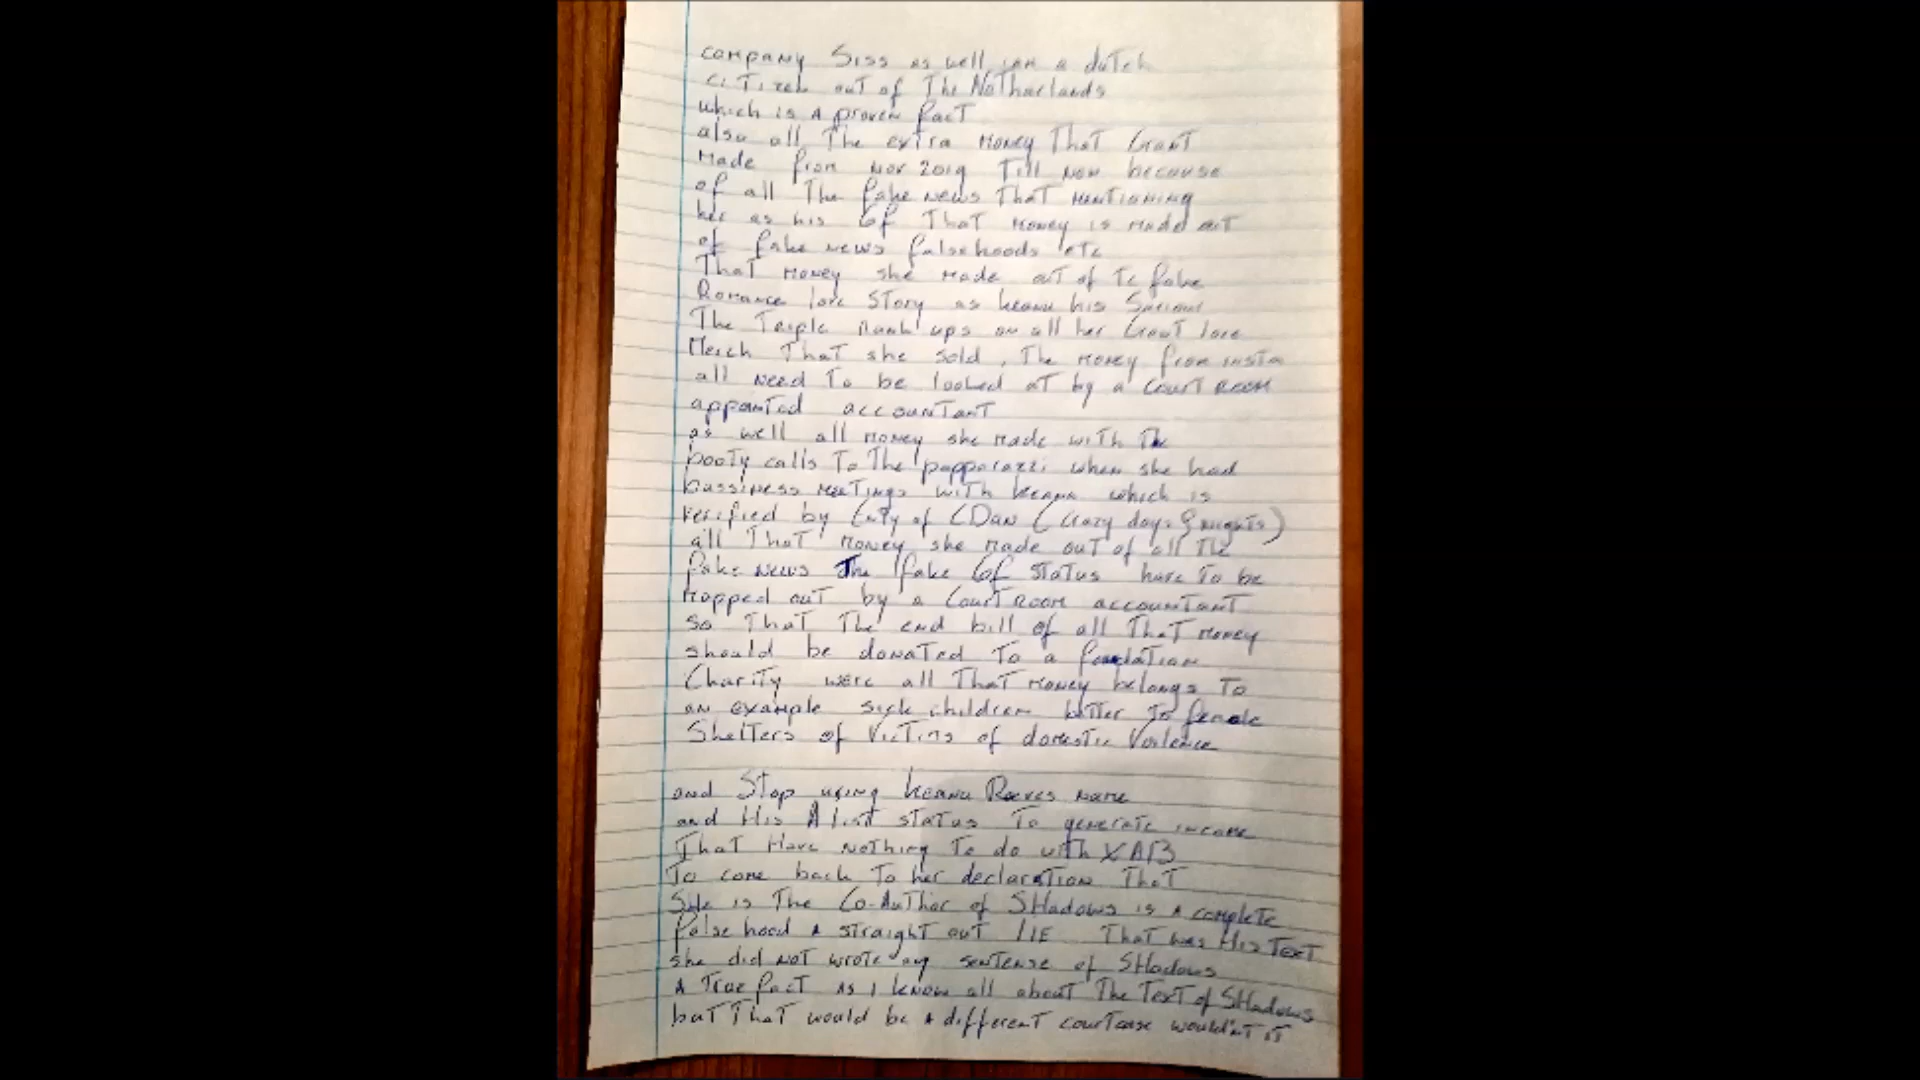 company Siss as well, iam a dutch
citizen out of The Netharlands
which is A proven fact
also all The extra Money That Grant
Made from Nov 2019 Till now because
of all The fake News That Mentioning
her as his Gf That Money is Made out
of fake News falsehoods etc
That Money she Made out of Te fake
Romance love Story as keanu his
The Triple on all her Grant love
Merch That she sold. The Money from insta
all Need To be looked at by a Court ROOM
appointed accountant
as well all Money she Made with The
booty calls To The papparazzi when she had
bussiness Meetings with keanu which is
verified by Enty of CDan (Crazy days & Nights)
all That Money she Made out of all The
fake News The fake Gf Status have To be
Mapped out by a Court ROOM accountant
So That The end bill of all That Money
should be donated To a
Charity were all That Money belongs To
an example sick children better To female
Shelters of Victims of domestic Voilence
and Stop using keanu Reeves name
and His A list status To generate income
That Have Nothing To do with XAB
To come back To her declaration That
She is The Co-Author of SHadows is A complete
false hood A straight out LIE That was His Text
she did not wrote any sentense of SHadows
A True fact As I know all about The Text of SHadows
but That would be A different courtcase wouldn't iT